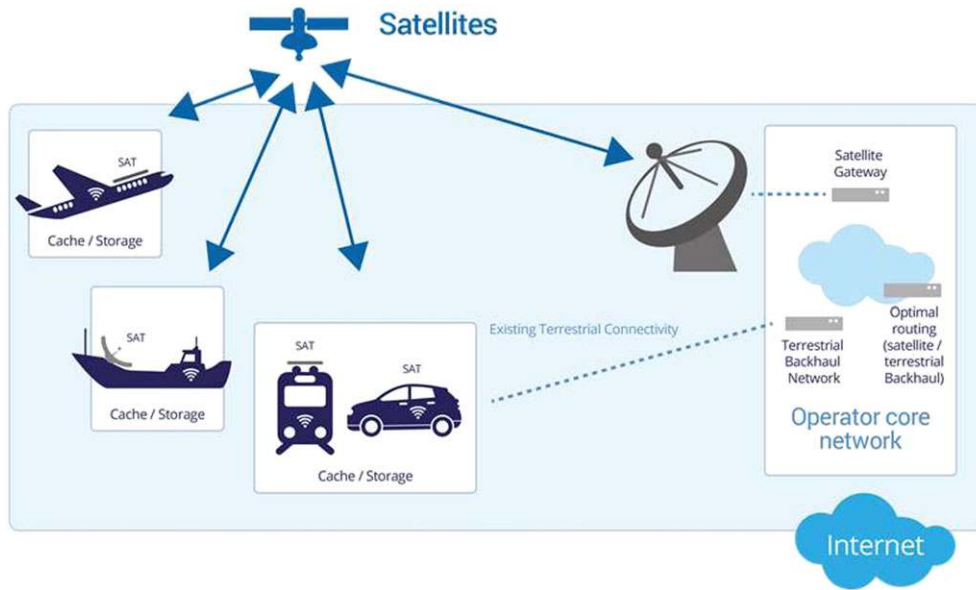 Satellites
SAT
Cache / Storage
SAT
Cache / Storage
SAT
SAT
Cache / Storage
Existing Terrestrial Connectivity
Satellite
Gateway
Terrestrial
Backhaul
Network
Optimal
routing
(satellite /
terrestrial
Backhaul)
Operator core
network
Internet